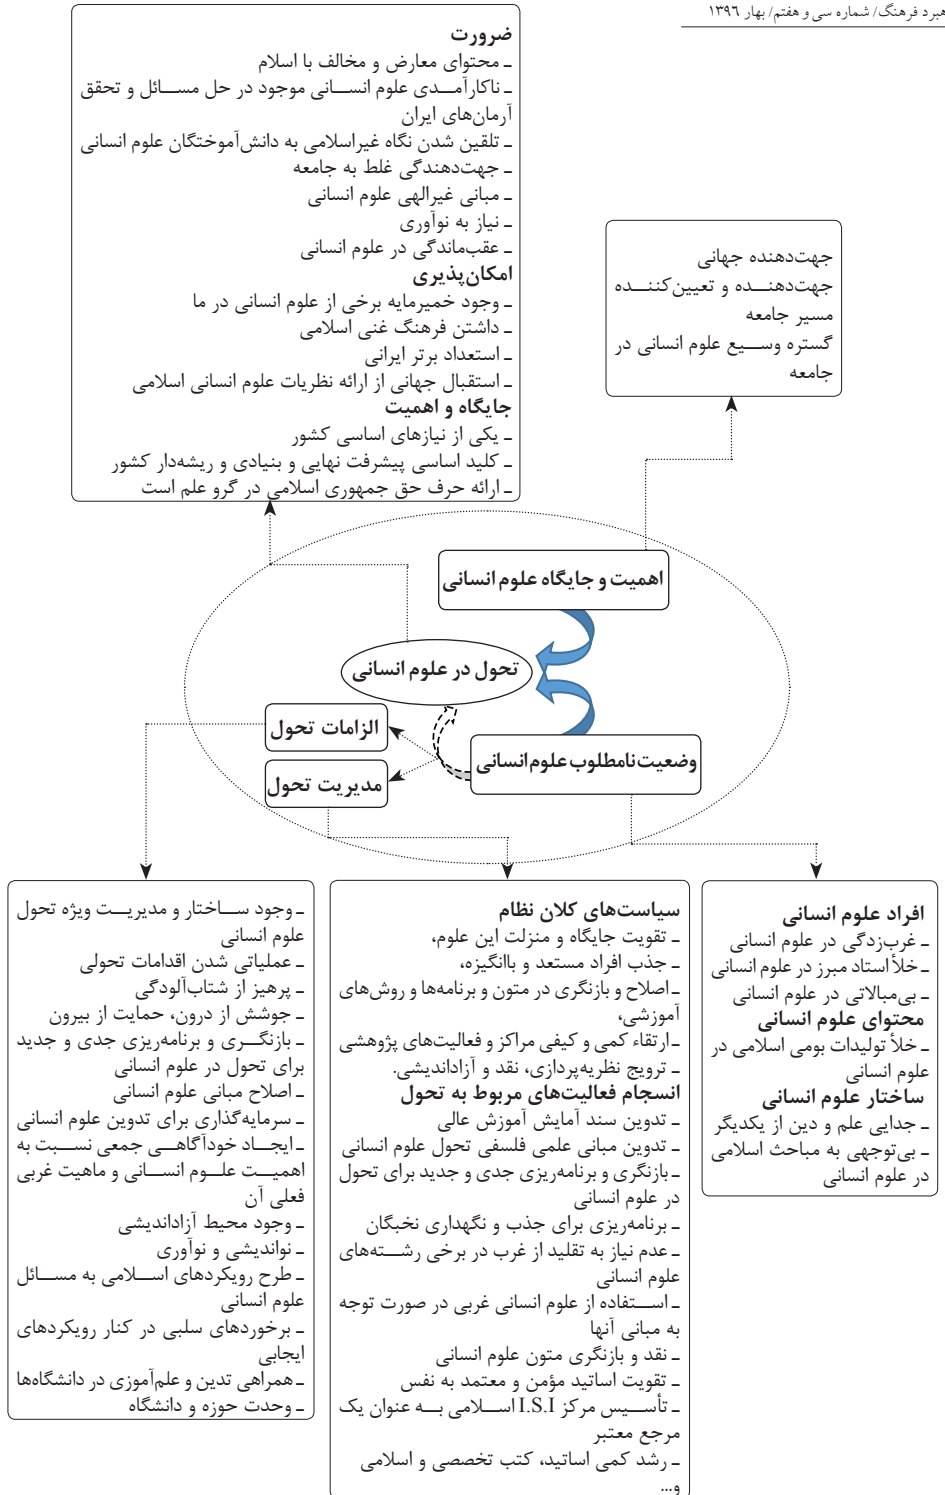 هبرد فرهنگ/ شماره سی و هفتم/ بهار ۱۳۹۶
ضرورت
ـ محتوای معارض و مخالف با اسلام
ـ ناکارآمدی علوم انسانی موجود در حل مسائل و تحقق
آرمان‌های ایران
ـ تلقین شدن نگاه غیراسلامی به دانش‌آموختگان علوم انسانی
ـ جهت‌دهندگی غلط به جامعه
ـ مبانی غیرالهی علوم انسانی
ـ نیاز به نوآوری
ـ عقب‌ماندگی در علوم انسانی
امکان‌پذیری
ـ وجود خمیرمایه برخی از علوم انسانی در ما
ـ داشتن فرهنگ غنی اسلامی
ـ استعداد برتر ایرانی
ـ استقبال جهانی از ارائه نظریات علوم انسانی اسلامی
جایگاه و اهمیت
ـ یکی از نیازهای اساسی کشور
ـ کلید اساسی پیشرفت نهایی و بنیادی و ریشه‌دار کشور
ـ ارائه حرف حق جمهوری اسلامی در گرو علم است
جهت‌دهنده جهانی
جهت‌دهنده و تعیین‌کننده
مسیر جامعه
گستره وسیع علوم انسانی در
جامعه
اهمیت و جایگاه علوم انسانی
تحول در علوم انسانی
الزامات تحول
وضعیت نامطلوب علوم انسانی
مدیریت تحول
افراد علوم انسانی
ـ غرب‌زدگی در علوم انسانی
ـ خلأ استاد مبرز در علوم انسانی
ـ بی‌مبالاتی در علوم انسانی
محتوای علوم انسانی
ـ خلأ تولیدات بومی اسلامی در
علوم انسانی
ساختار علوم انسانی
ـ جدایی علم و دین از یکدیگر
ـ بی‌توجهی به مباحث اسلامی
در علوم انسانی
سیاست‌های کلان نظام
ـ تقویت جایگاه و منزلت این علوم،
ـ جذب افراد مستعد و باانگیزه،
ـ اصلاح و بازنگری در متون و برنامه‌ها و روش‌های
آموزشی،
ـ ارتقاء کمی و کیفی مراکز و فعالیت‌های پژوهشی
ـ ترویج نظریه‌پردازی، نقد و آزاداندیشی.
انسجام فعالیت‌های مربوط به تحول
ـ تدوین سند آمایش آموزش عالی
ـ تدوین مبانی علمی فلسفی تحول علوم انسانی
ـ بازنگری و برنامه‌ریزی جدی و جدید برای تحول
در علوم انسانی
ـ برنامه‌ریزی برای جذب و نگهداری نخبگان
ـ عدم نیاز به تقلید از غرب در برخی رشته‌های
علوم انسانی
ـ استفاده از علوم انسانی غربی در صورت توجه
به مبانی آنها
ـ نقد و بازنگری متون علوم انسانی
ـ تقویت اساتید مؤمن و معتمد به نفس
ـ تأسیس مرکز I.S.I اسلامی به عنوان یک
مرجع معتبر
ـ رشد کمی اساتید، کتب تخصصی و اسلامی
و...
ـ وجود ساختار و مدیریت ویژه تحول
علوم انسانی
ـ عملیاتی شدن اقدامات تحولی
ـ پرهیز از شتاب‌آلودگی
ـ جوشش از درون، حمایت از بیرون
ـ بازنگری و برنامه‌ریزی جدی و جدید
برای تحول در علوم انسانی
ـ اصلاح مبانی علوم انسانی
ـ سرمایه‌گذاری برای تدوین علوم انسانی
ـ ایجاد خودآگاهی جمعی نسبت به
اهمیت علوم انسانی و ماهیت غربی
فعلی آن
ـ وجود محیط آزاداندیشی
ـ نواندیشی و نوآوری
ـ طرح رویکردهای اسلامی به مسائل
علوم انسانی
ـ برخوردهای سلبی در کنار رویکردهای
ایجابی
ـ همراهی تدین و علم‌آموزی در دانشگاه‌ها
ـ وحدت حوزه و دانشگاه